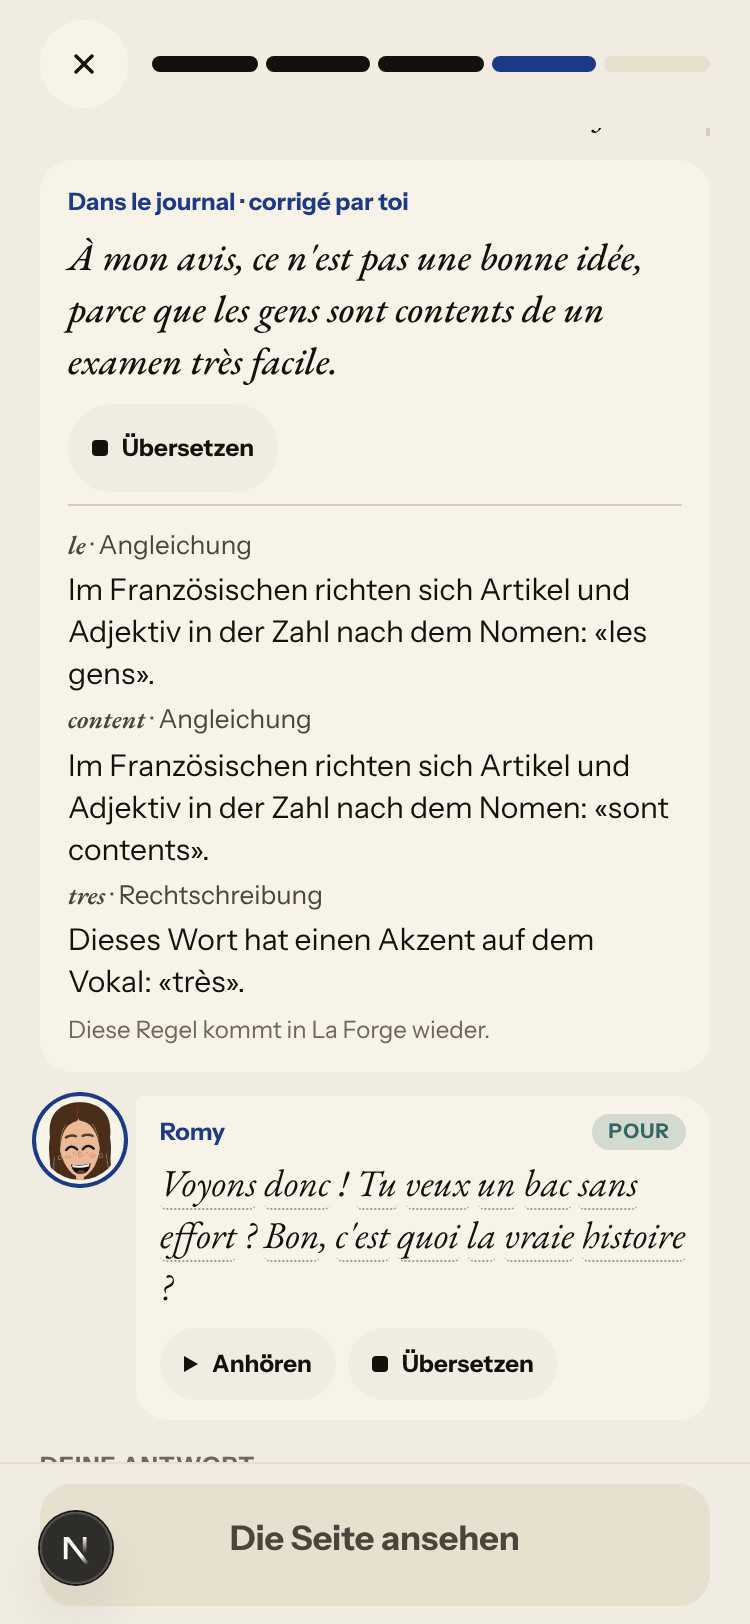 Dans le journal · corrigé par toi
À mon avis, ce n'est pas une bonne idée,
parce que les gens sont contents de un
examen très facile.
Übersetzen
le · Angleichung
Im Französischen richten sich Artikel und
Adjektiv in der Zahl nach dem Nomen: «les
gens».
content · Angleichung
Im Französischen richten sich Artikel und
Adjektiv in der Zahl nach dem Nomen: «sont
contents».
tres · Rechtschreibung
Dieses Wort hat einen Akzent auf dem
Vokal: «très».
Diese Regel kommt in La Forge wieder.
Romy
POUR
Voyons donc ! Tu veux un bac sans
effort ? Bon, c'est quoi la vraie histoire
?
Anhören
Übersetzen
DEINE ANTWORT
Die Seite ansehen
N